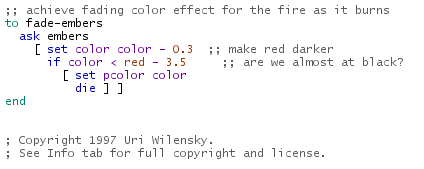 ;; achieve fading color effect for the fire as it burns
to fade-embers
  ask embers
    [ set color color - 0.3  ;; make red darker
      if color < red - 3.5     ;; are we almost at black?
        [ set pcolor color
          die ] ]
end
; Copyright 1997 Uri Wilensky.
; See Info tab for full copyright and license.